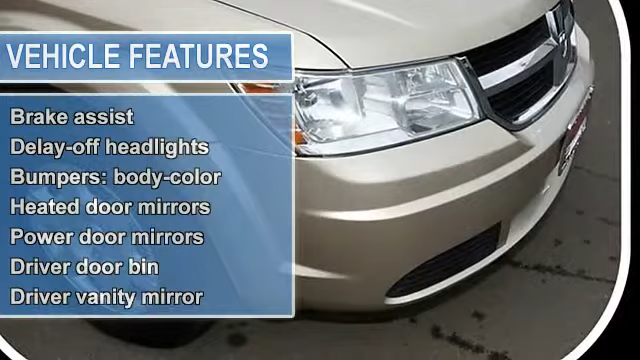 VEHICLE FEATURES
Brake assist
Delay-off headlights
Bumpers: body-color
Heated door mirrors
Power door mirrors
Driver door bin
Driver vanity mirror